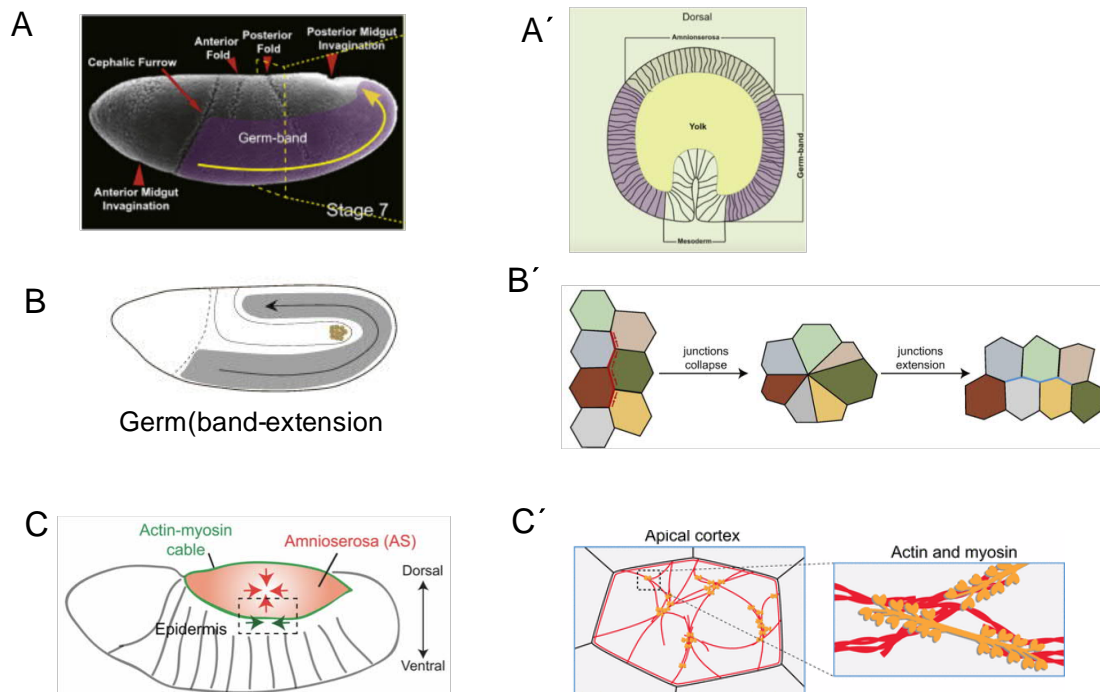 A
Anterior
Fold
Posterior
Fold
Posterior Midgut
Invagination
Cephalic Furrow
Germ-band
Anterior Midgut
Invagination
Stage 7
A´
Dorsal
Amnionserosa
Yolk
Germ-band
Mesoderm
B
Germ(band-extension
B´
junctions
collapse
junctions
extension
C
Actin-myosin
cable
Amnioserosa (AS)
Epidermis
Dorsal
Ventral
C´
Apical cortex
Actin and myosin